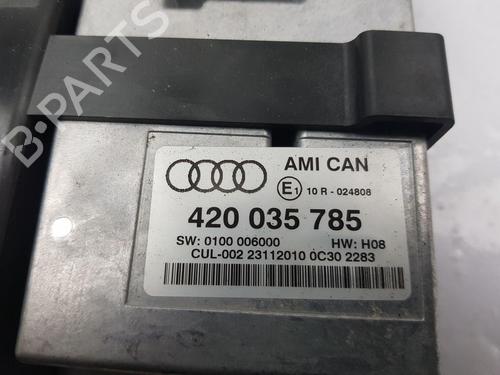 B-PARTS
AMI CAN
E1 10 R - 024808
420 035 785
SW: 0100 006000 HW: H08
CUL-002 23112010 0C30 2283